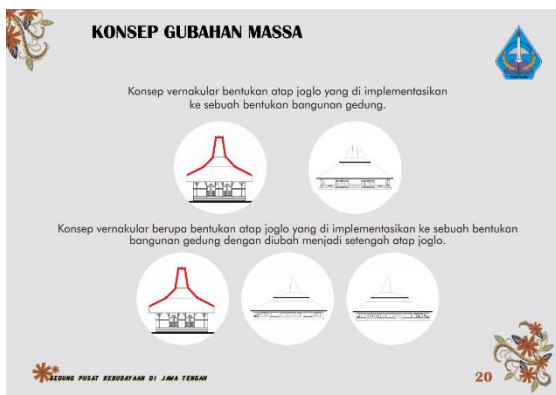 KONSEP GUBAHAN MASSA
Konsep vernakular bentukan atap joglo yang di implementasikan
ke sebuah bentukan bangunan gedung.
Konsep vernakular berupa bentukan atap joglo yang di implementasikan ke sebuah bentukan
bangunan gedung dengan diubah menjadi setengah atap joglo.
GEDUNG PUSAT KEBUDAYAAN DI JAWA TENGAH
20